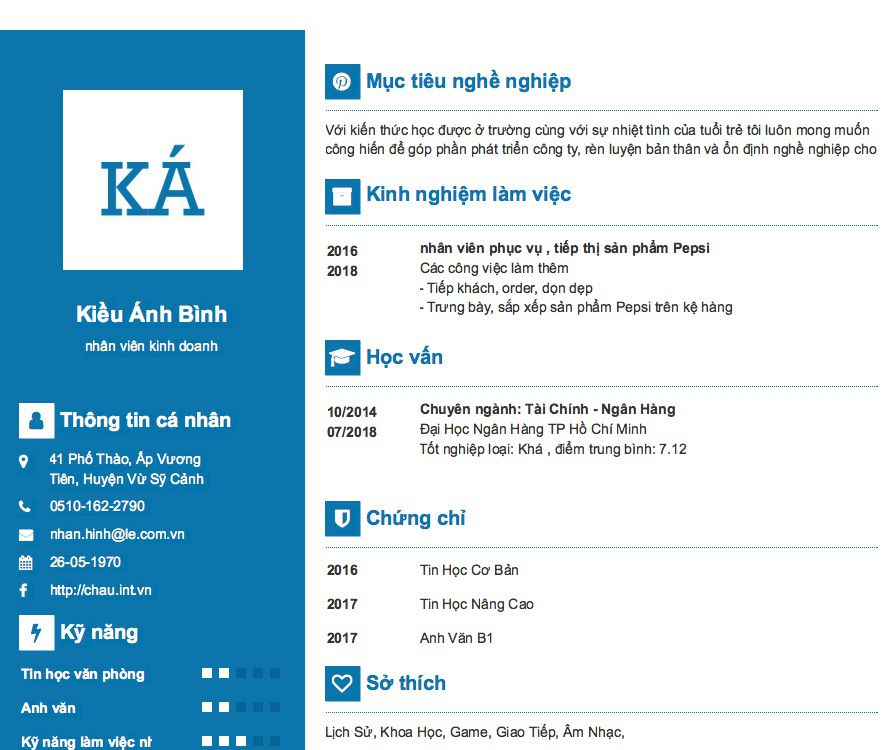 KÁ
Kiều Ánh Bình
nhân viên kinh doanh
Thông tin cá nhân
41 Phố Thào, Ấp Vương
Tiên, Huyện Vừ Sỹ Cảnh
0510-162-2790
nhan.hinh@le.com.vn
26-05-1970
http://chau.int.vn
Kỹ năng
Tin học văn phòng
Anh văn
Kỹ năng làm việc
Mục tiêu nghề nghiệp
Với kiến thức học được ở trường cùng với sự nhiệt tình của tuổi trẻ tôi luôn mong muốn
công hiến để góp phần phát triển công ty, rèn luyện bản thân và ổn định nghề nghiệp cho
Kinh nghiệm làm việc
2016
2018
nhân viên phục vụ , tiếp thị sản phẩm Pepsi
Các công việc làm thêm
- Tiếp khách, order, dọn dẹp
- Trưng bày, sắp xếp sản phẩm Pepsi trên kệ hàng
Học vấn
10/2014
07/2018
Chuyên ngành: Tài Chính - Ngân Hàng
Đại Học Ngân Hàng TP Hồ Chí Minh
Tốt nghiệp loại: Khá , điểm trung bình: 7.12
Chứng chỉ
2016 Tin Học Cơ Bản
2017 Tin Học Nâng Cao
2017 Anh Văn B1
Sở thích
Lịch Sử, Khoa Học, Game, Giao Tiếp, Âm Nhạc,